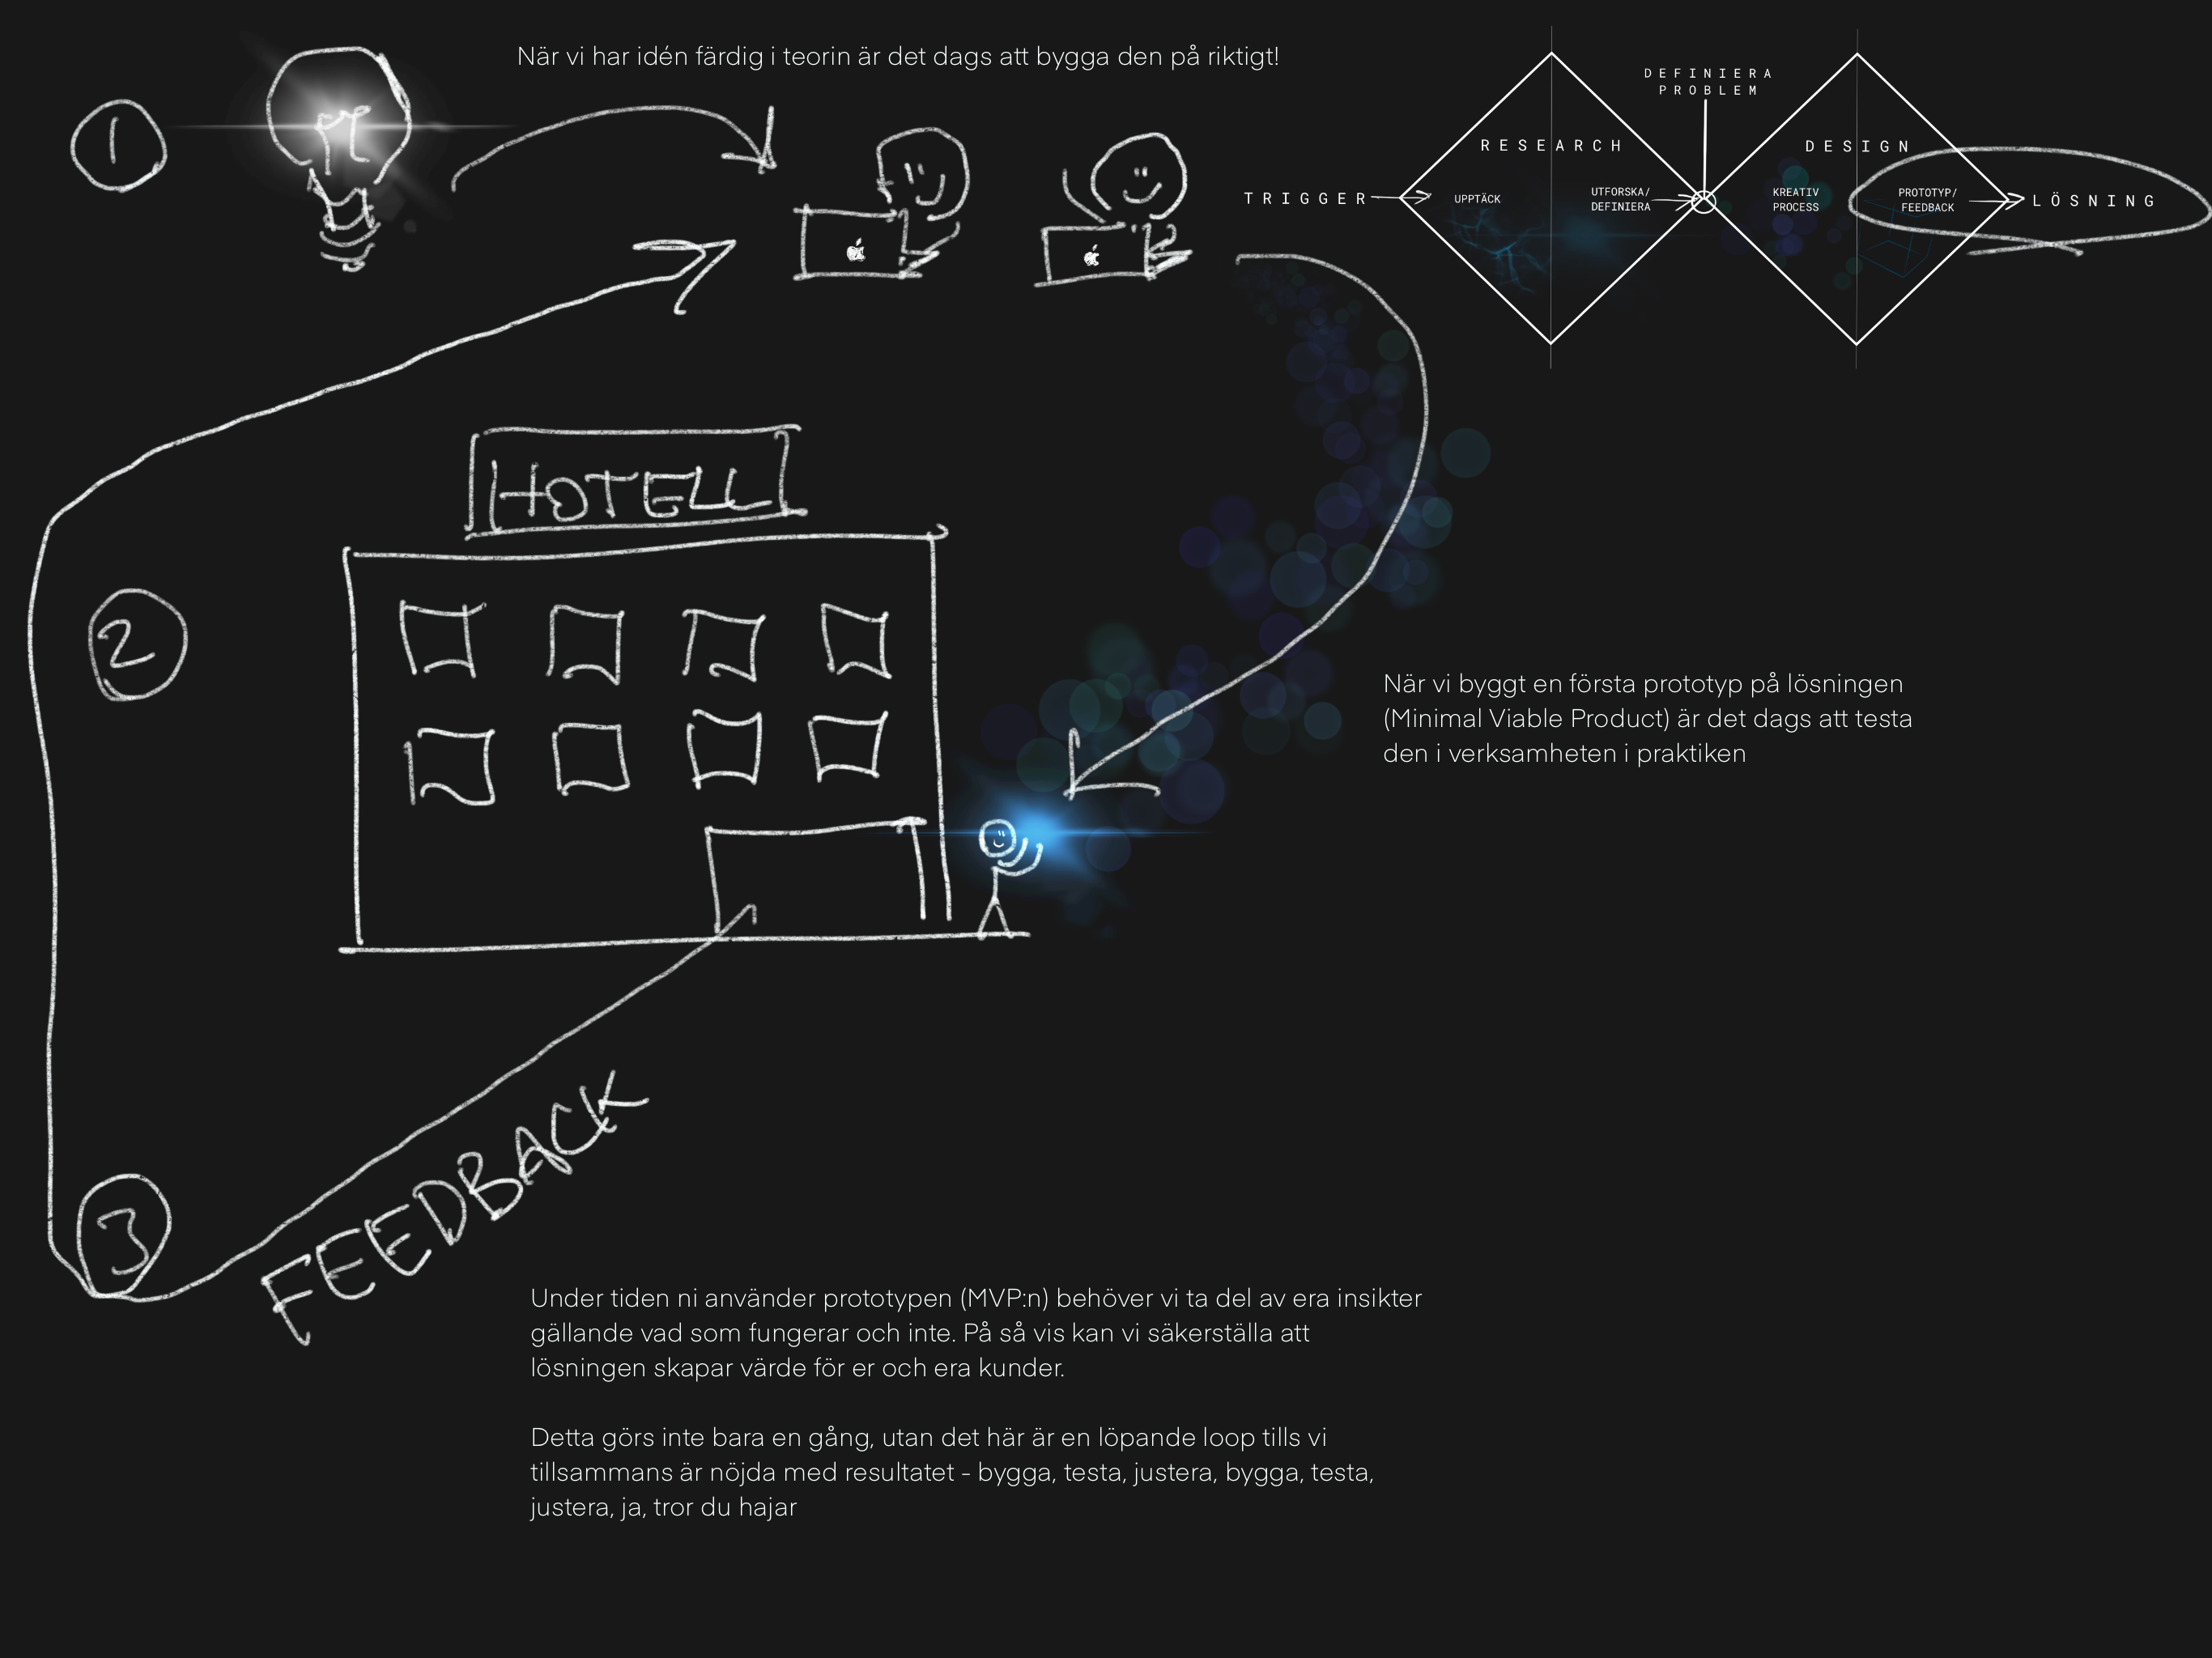 När vi har idén färdig i teorin är det dags att bygga den på riktigt!
1
TRIGGER
RESEARCH
UPPTÄCK
UTFORSKA/
DEFINIERA
DEFINIERA
PROBLEM
DESIGN
KREATIV
PROCESS
PROTOTYP/
FEEDBACK
LÖSNING
HOTELL
2
När vi byggt en första prototyp på lösningen
(Minimal Viable Product) är det dags att testa
den i verksamheten i praktiken
3
FEEDBACK
Under tiden ni använder prototypen (MVP:n) behöver vi ta del av era insikter
gällande vad som fungerar och inte. På så vis kan vi säkerställa att
lösningen skapar värde för er och era kunder.
Detta görs inte bara en gång, utan det här är en löpande loop tills vi
tillsammans är nöjda med resultatet - bygga, testa, justera, bygga, testa,
justera, ja, tror du hajar